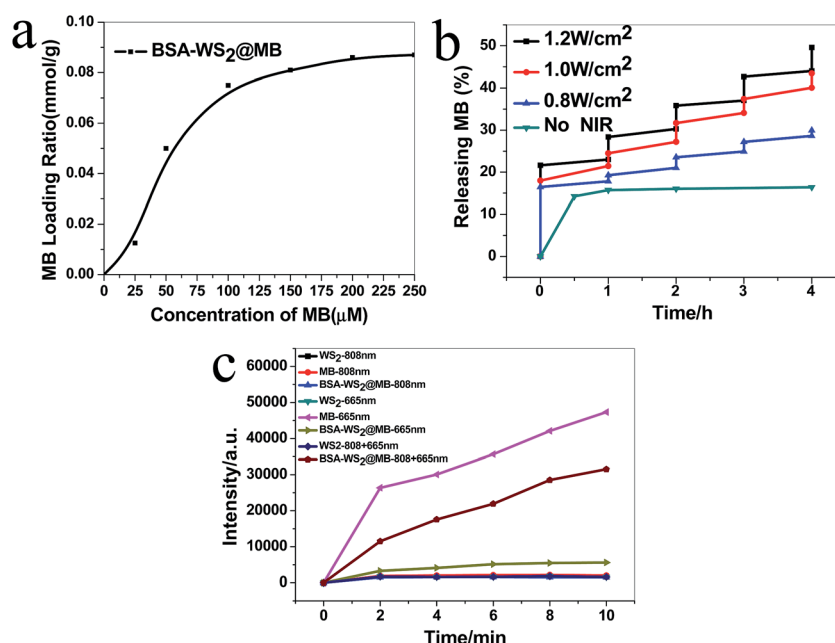 a
BSA-WS2@MB
0.10
0.08
0.06
0.04
0.02
0.00
0 25 50 75 100 125 150 175 200 225 250
MB Loading Ratio(mmol/g)
Concentration of MB(μM)
b
1.2W/cm2
1.0W/cm2
0.8W/cm2
No NIR
50
40
30
20
10
0
0 1 2 3 4
Releasing MB (%)
Time/h
c
WS2-808nm
MB-808nm
BSA-WS2@MB-808nm
WS2-665nm
MB-665nm
BSA-WS2@MB-665nm
WS2-808+665nm
BSA-WS2@MB-808+665nm
60000
50000
40000
30000
20000
10000
0
0 2 4 6 8 10
Intensity/a.u.
Time/min